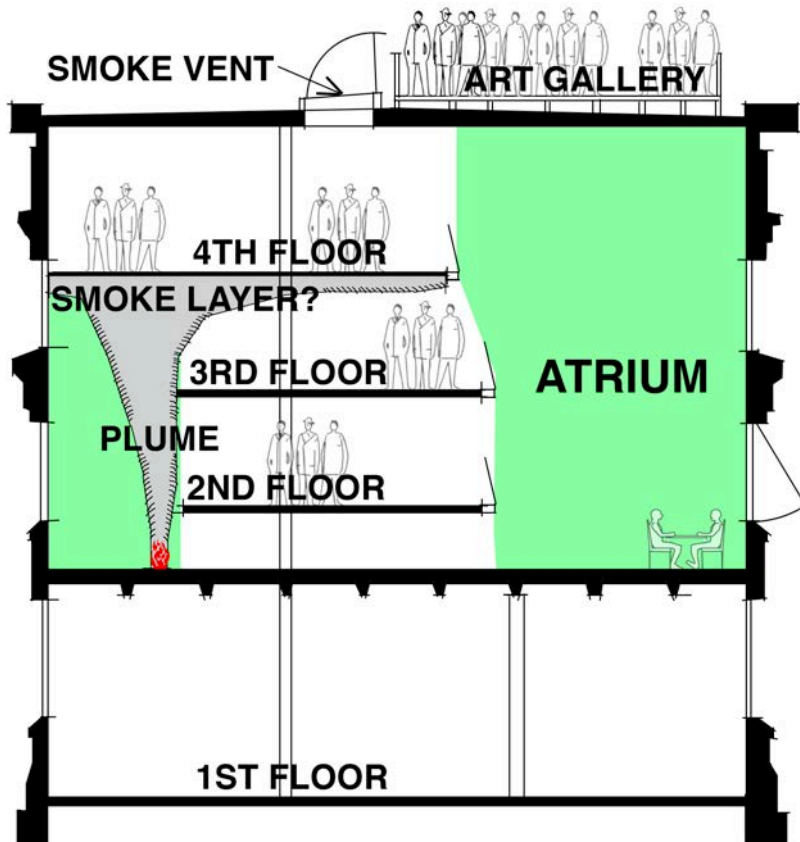 SMOKE VENT
ART GALLERY
4TH FLOOR
SMOKE LAYER?
3RD FLOOR
ATRIUM
PLUME
2ND FLOOR
1ST FLOOR